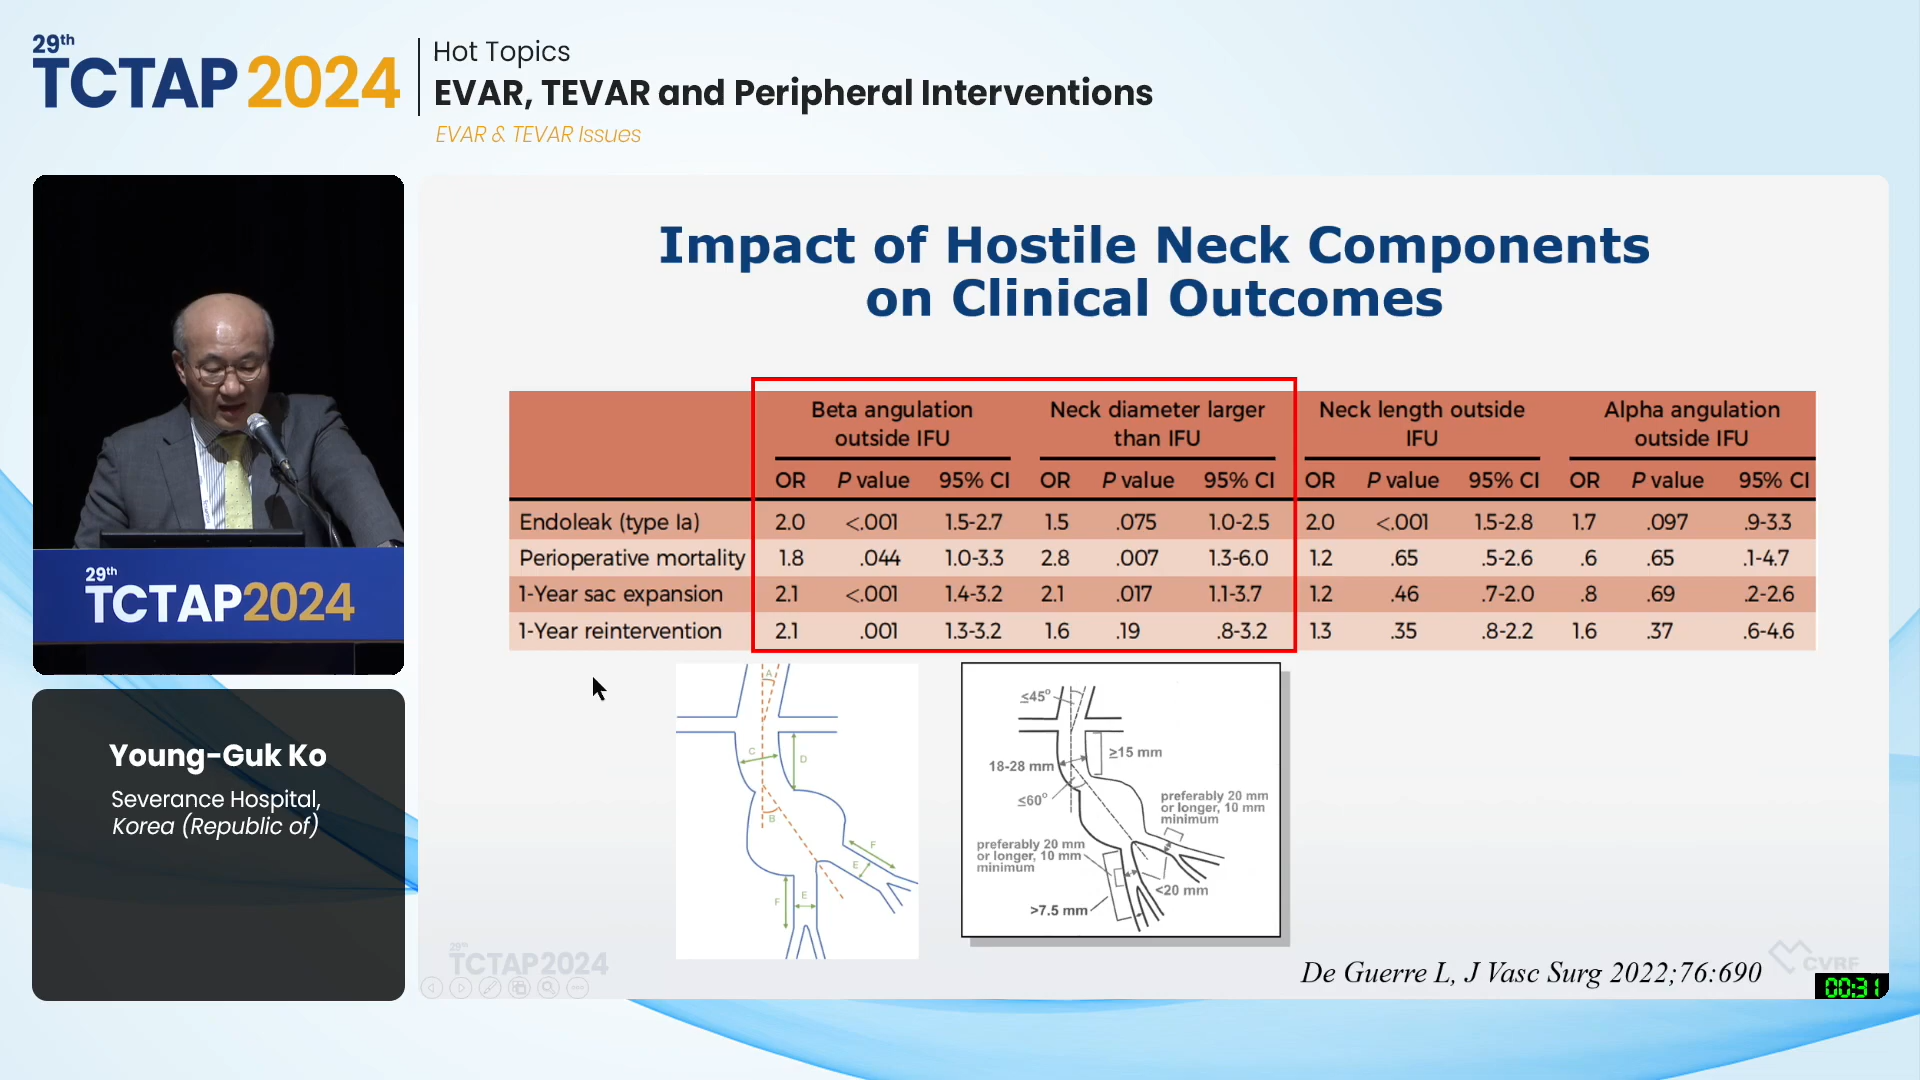 29th
TCTAP 2024
Hot Topics
EVAR, TEVAR and Peripheral Interventions
EVAR & TEVAR Issues
29th
TCTAP2024
Young-Guk Ko
Severance Hospital,
Korea (Republic of)
Impact of Hostile Neck Components
on Clinical Outcomes
Beta angulation outside IFU Neck diameter larger than IFU Neck length outside IFU Alpha angulation outside IFU
OR P value 95% CI OR P value 95% CI OR P value 95% CI OR P value 95% CI
Endoleak (type Ia) 2.0 <.001 1.5-2.7 1.5 .075 1.0-2.5 2.0 <.001 1.5-2.8 1.7 .097 .9-3.3
Perioperative mortality 1.8 .044 1.0-3.3 2.8 .007 1.3-6.0 1.2 .65 .5-2.6 .6 .65 .1-4.7
1-Year sac expansion 2.1 <.001 1.4-3.2 2.1 .017 1.1-3.7 1.2 .46 .7-2.0 .8 .69 .2-2.6
1-Year reintervention 2.1 .001 1.3-3.2 1.6 .19 .8-3.2 1.3 .35 .8-2.2 1.6 .37 .6-4.6
A
C
D
B
F
E
F
E
≤45°
≥15 mm
18-28 mm
≤60°
preferably 20 mm
or longer, 10 mm
minimum
preferably 20 mm
or longer, 10 mm
minimum
<20 mm
>7.5 mm
29th
TCTAP2024
De Guerre L, J Vasc Surg 2022;76:690
CVRF
00:31